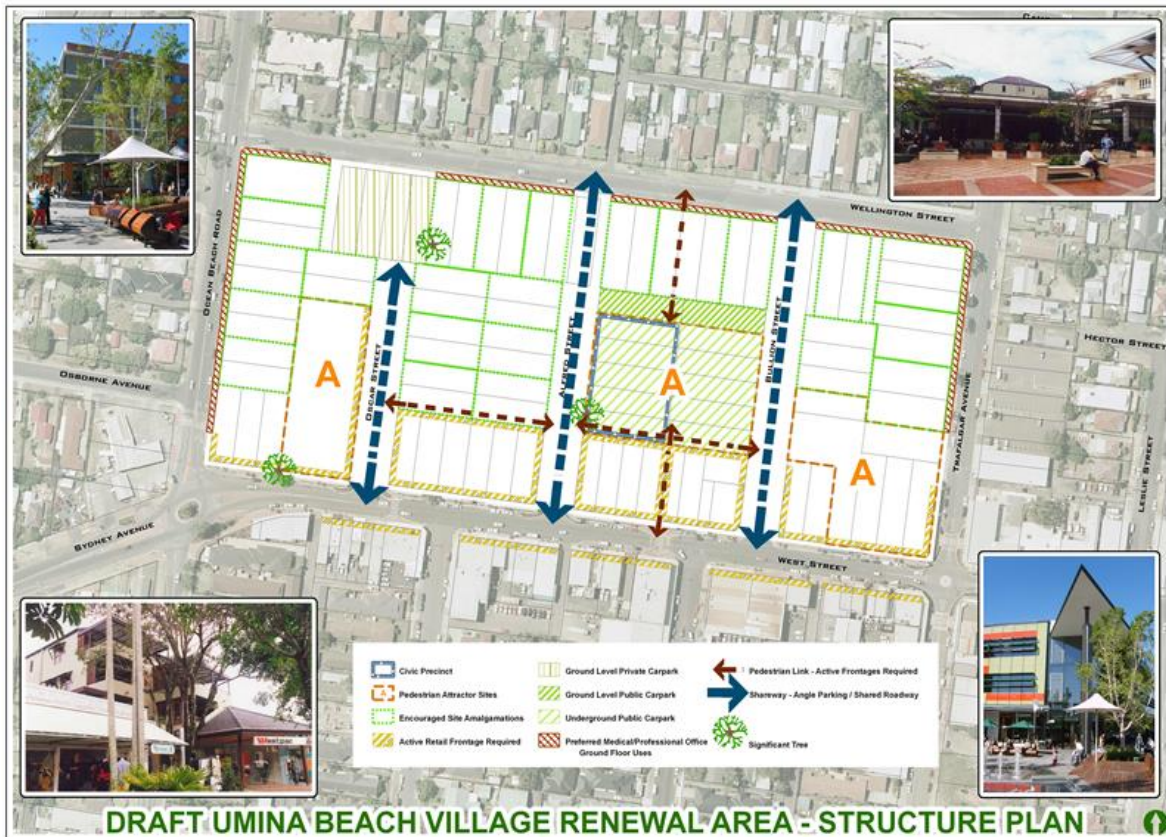 WELLINGTON STREET
OCEAN BEACH ROAD
HECTOR STREET
OSBORNE AVENUE
OSCAR STREET
ALFRED STREET
BULLION STREET
TRAFALGAR AVENUE
LESLIE STREET
A
A
A
SYDNEY AVENUE
WEST STREET
Westpac
Civic Precinct
Pedestrian Attractor Sites
Encouraged Site Amalgamations
Active Retail Frontage Required
Ground Level Private Carpark
Ground Level Public Carpark
Underground Public Carpark
Preferred Medical/Professional Office
Ground Floor Uses
Pedestrian Link - Active Frontages Required
Shareway - Angle Parking / Shared Roadway
Significant Tree
DRAFT UMINA BEACH VILLAGE RENEWAL AREA - STRUCTURE PLAN